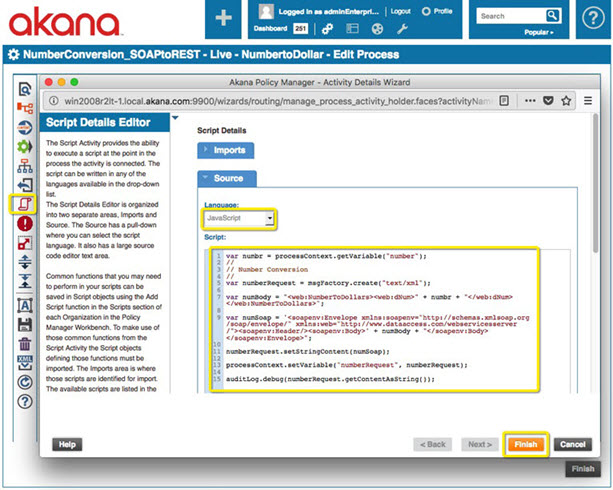 akana
Logged in as adminEnterpri...
Logout
Profile
Dashboard
251
Search
Popular
NumberConversion_SOAPtoREST - Live - NumbertoDollar - Edit Process
Akana Policy Manager - Activity Details Wizard
win2008r2lt-1.local.akana.com:9900/wizards/routing/manage_process_activity_holder.faces?activityNam
Script Details Editor
The Script Activity provides the ability
to execute a script at the point in the
process the activity is connected. The
script can be written in any of the
languages available in the drop-down
list.
The Script Details Editor is organized
into two separate areas, Imports and
Source. The Source has a pull-down
where you can select the script
language. It also has a large source
code editor text area.
Common functions that you may need
to perform in your scripts can be
saved in Script objects using the Add
Script function in the Scripts section of
each Organization in the Policy
Manager Workbench. To make use of
those common functions from the
Script Activity the Script objects
defining those functions must be
imported. The Imports area is where
those scripts are identified for import.
The available scripts are listed in the
Script Details
Imports
Source
Language:
JavaScript
Script:
1 var numbr = processContext.getVariable("number");
2 //
3 // Number Conversion
4 //
5 var numberRequest = msgFactory.create("text/xml");
6
7 var numBody = "<web:NumberToDollars><web:dNum>" + numbr + "</web:dNum>
</web:NumberToDollars>";
8
9 var numSoap = '<soapenv:Envelope xmlns:soapenv="http://schemas.xmlsoap.org
/soap/envelope/" xmlns:web="http://www.dataaccess.com/webservicesserver
/"><soapenv:Header/><soapenv:Body>' + numBody + "</soapenv:Body>
</soapenv:Envelope>";
10
11 numberRequest.setStringContent(numSoap);
12
13 processContext.setVariable("numberRequest", numberRequest);
14
15 auditLog.debug(numberRequest.getContentAsString());
Help
< Back
Next >
Finish
Cancel
Finish
XML